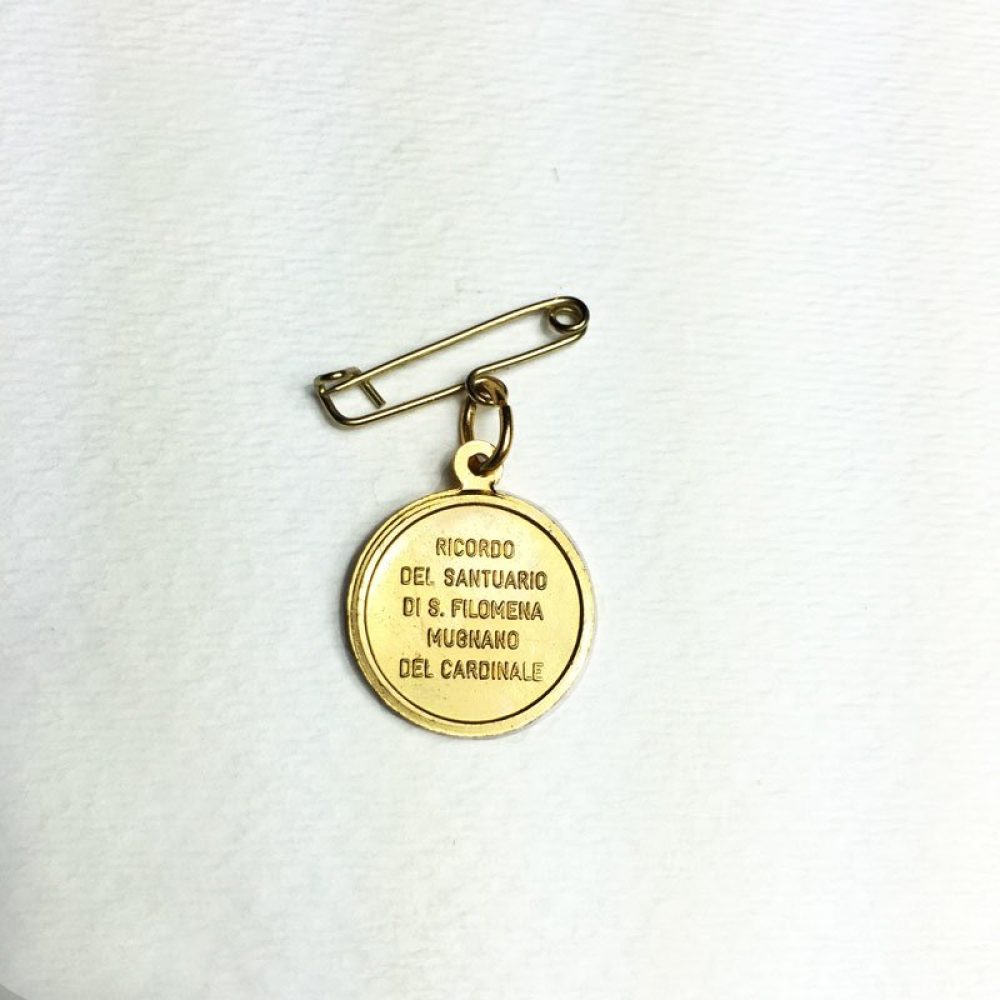 RICORDO
DEL SANTUARIO
DI S. FILOMENA
MUGNANO
DEL CARDINALE